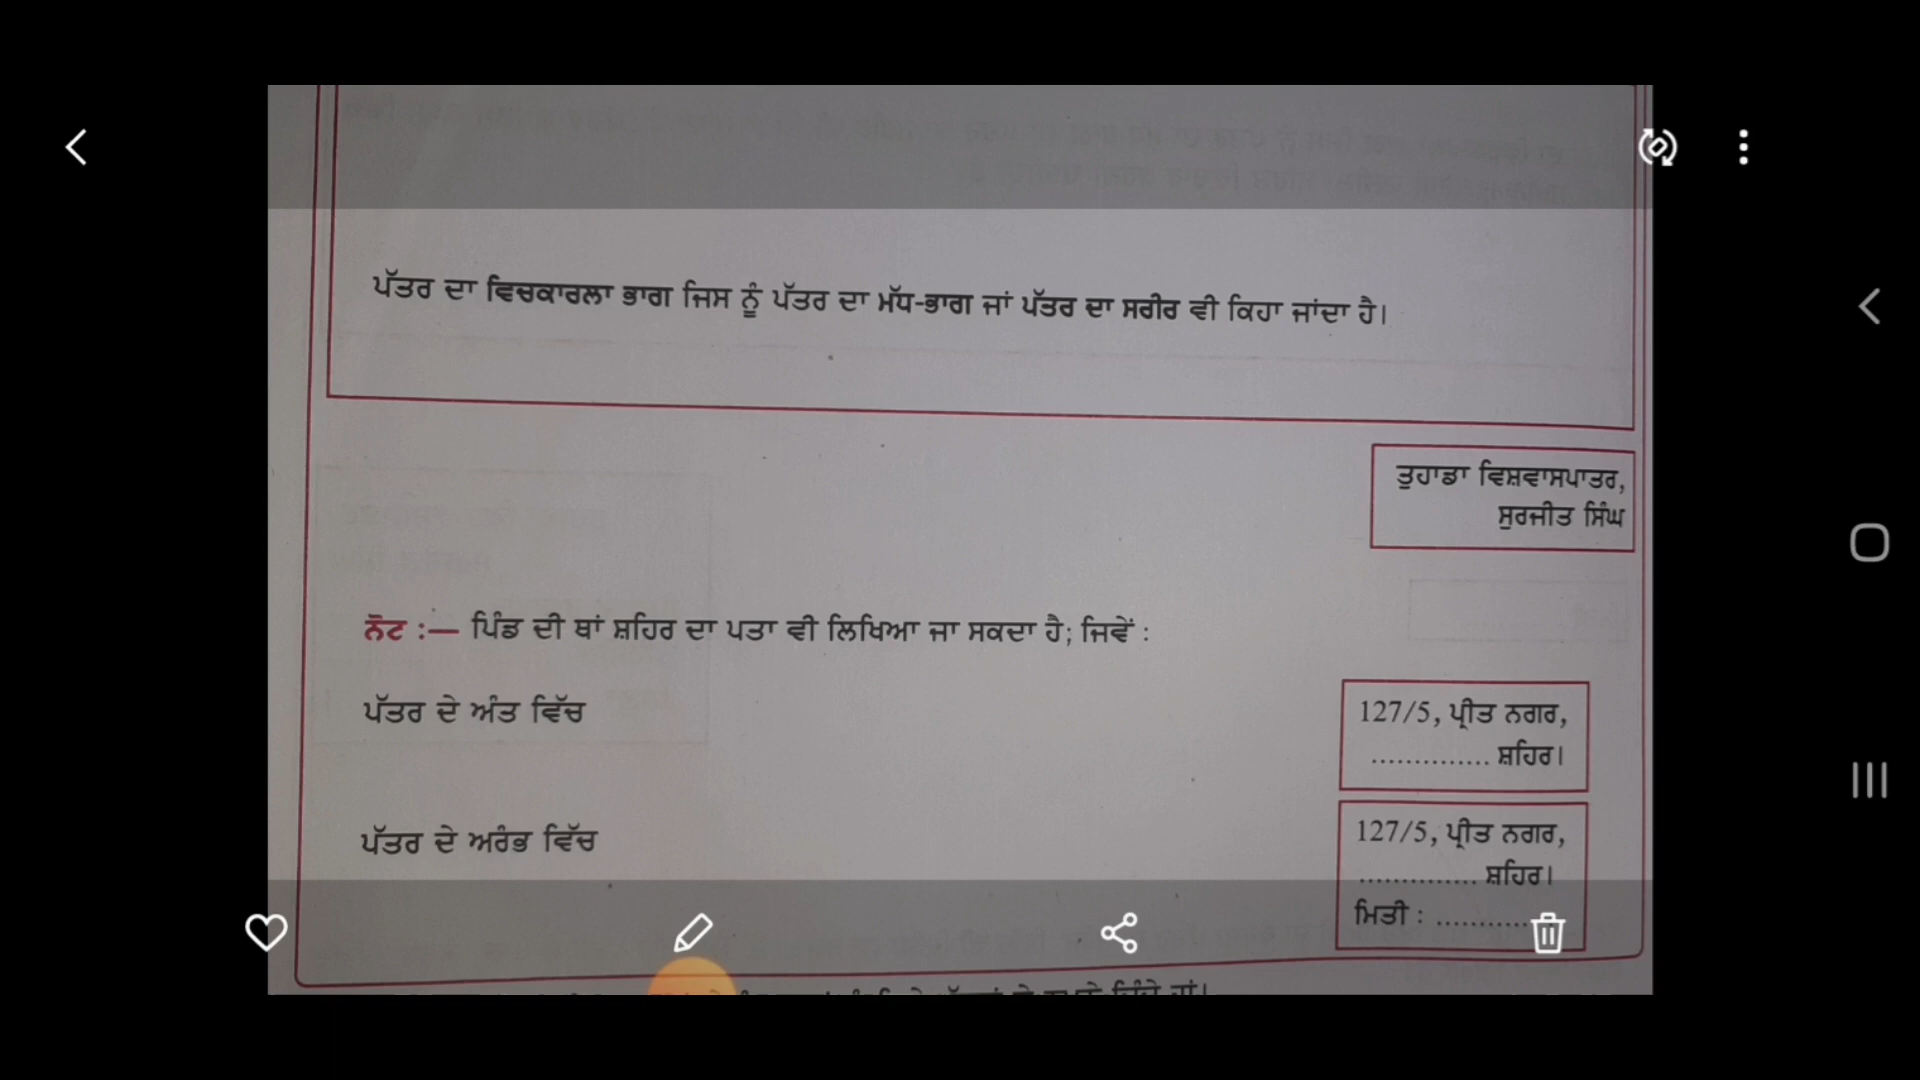 ਪੱਤਰ ਦਾ ਵਿਚਕਾਰਲਾ ਭਾਗ ਜਿਸ ਨੂੰ ਪੱਤਰ ਦਾ ਮੱਧ-ਭਾਗ ਜਾਂ ਪੱਤਰ ਦਾ ਸਰੀਰ ਵੀ ਕਿਹਾ ਜਾਂਦਾ ਹੈ।
ਤੁਹਾਡਾ ਵਿਸ਼ਵਾਸਪਾਤਰ,
ਸੁਰਜੀਤ ਸਿੰਘ
ਨੋਟ :— ਪਿੰਡ ਦੀ ਥਾਂ ਸ਼ਹਿਰ ਦਾ ਪਤਾ ਵੀ ਲਿਖਿਆ ਜਾ ਸਕਦਾ ਹੈ; ਜਿਵੇਂ :
ਪੱਤਰ ਦੇ ਅੰਤ ਵਿੱਚ
127/5, ਪ੍ਰੀਤ ਨਗਰ,
.............. ਸ਼ਹਿਰ।
ਪੱਤਰ ਦੇ ਅਰੰਭ ਵਿੱਚ
127/5, ਪ੍ਰੀਤ ਨਗਰ,
.............. ਸ਼ਹਿਰ।
ਮਿਤੀ : ...........